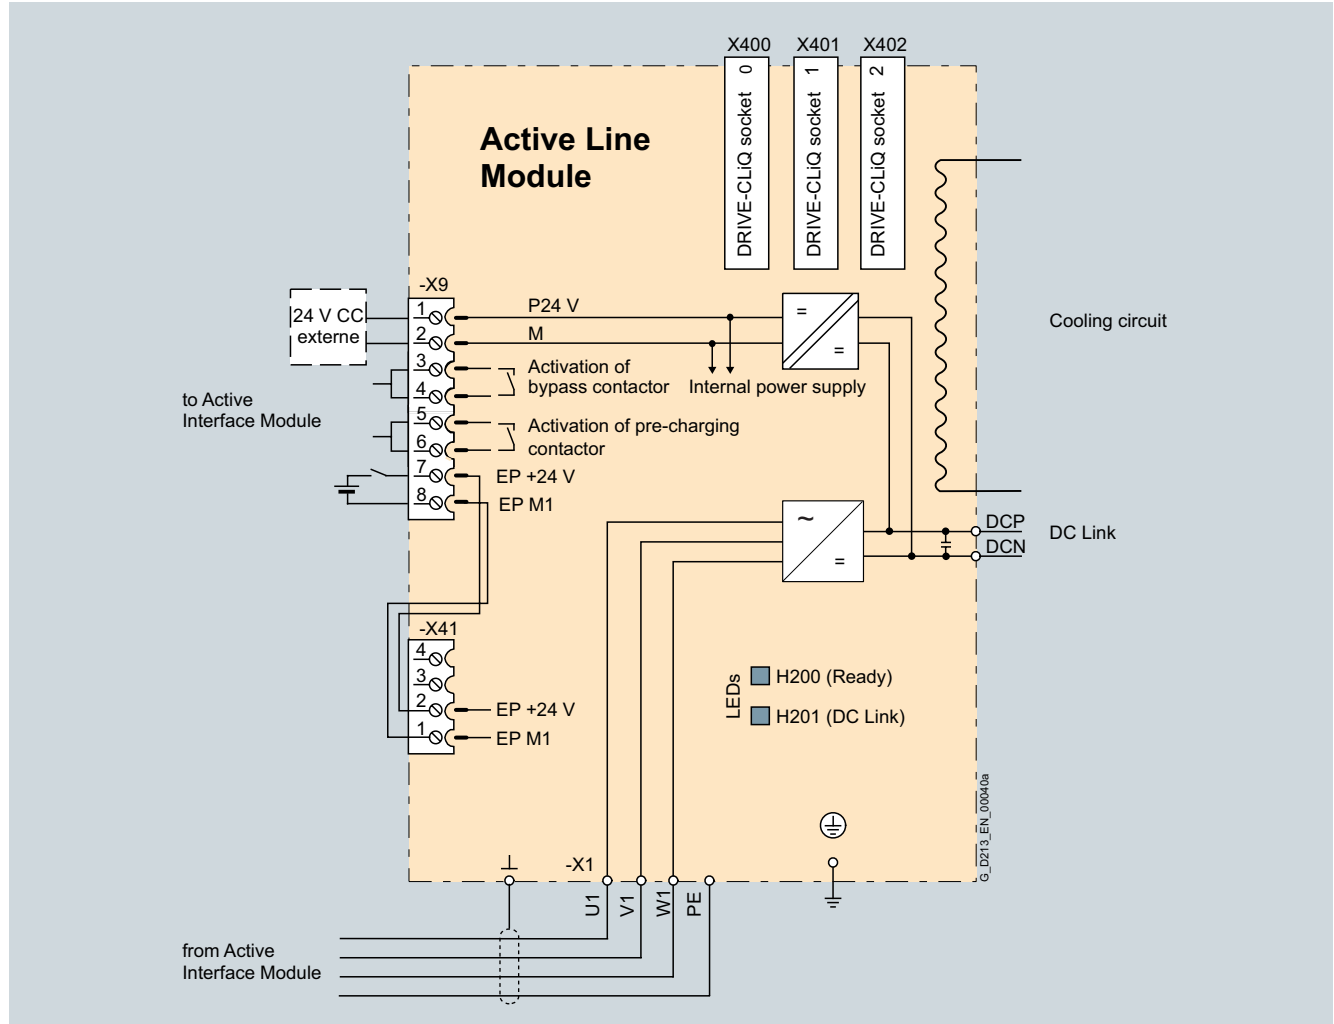 X400 X401 X402
DRIVE-CLiQ socket 0
DRIVE-CLiQ socket 1
DRIVE-CLiQ socket 2
Active Line
Module
-X9
24 V CC
externe
1
2
3
4
5
6
7
8
P24 V
M
Activation of
bypass contactor
Internal power supply
Activation of pre-charging
contactor
EP +24 V
EP M1
to Active
Interface Module
= =
Cooling circuit
~ =
DCP
DCN
DC Link
-X41
4
3
2
1
EP +24 V
EP M1
LEDs
H200 (Ready)
H201 (DC Link)
G_D213_EN_00040a
-X1
U1
V1
W1
PE
from Active
Interface Module